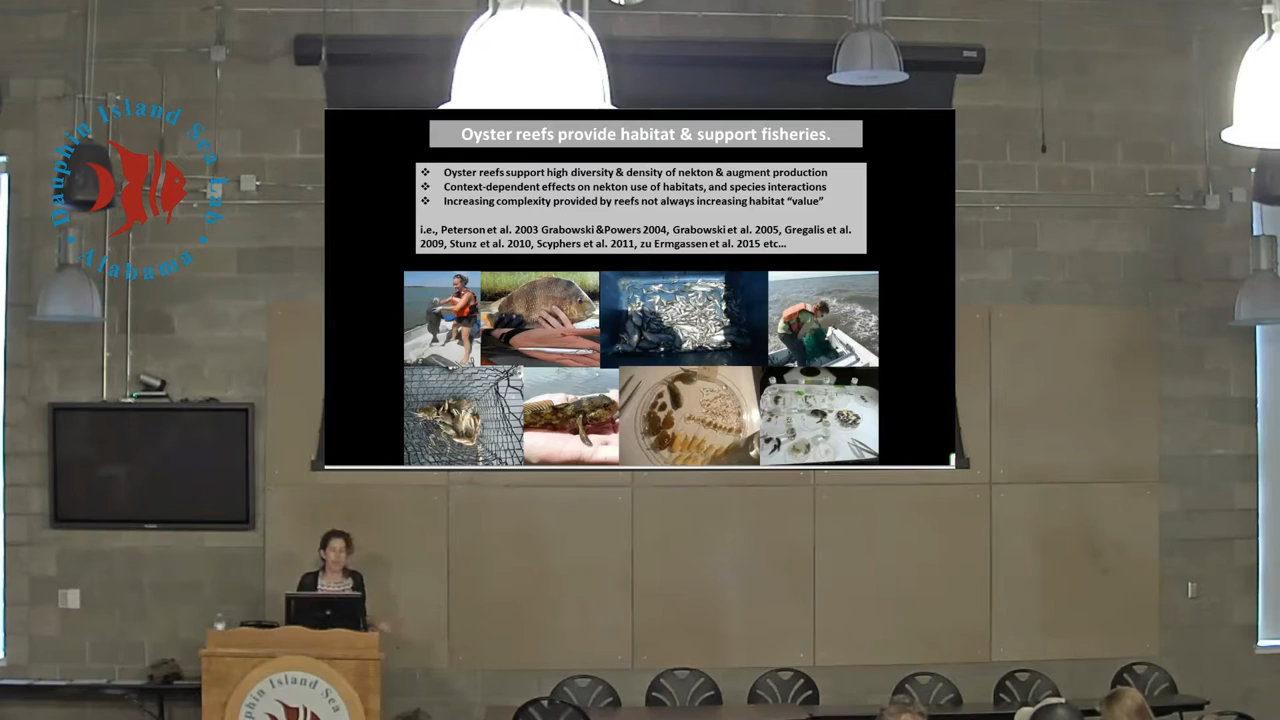 Dauphin Island Sea Lab
Alabama
Oyster reefs provide habitat & support fisheries.
❖ Oyster reefs support high diversity & density of nekton & augment production
❖ Context-dependent effects on nekton use of habitats, and species interactions
❖ Increasing complexity provided by reefs not always increasing habitat “value”
i.e., Peterson et al. 2003 Grabowski &Powers 2004, Grabowski et al. 2005, Gregalis et al.
2009, Stunz et al. 2010, Scyphers et al. 2011, zu Ermgassen et al. 2015 etc…
Dauphin Island Sea